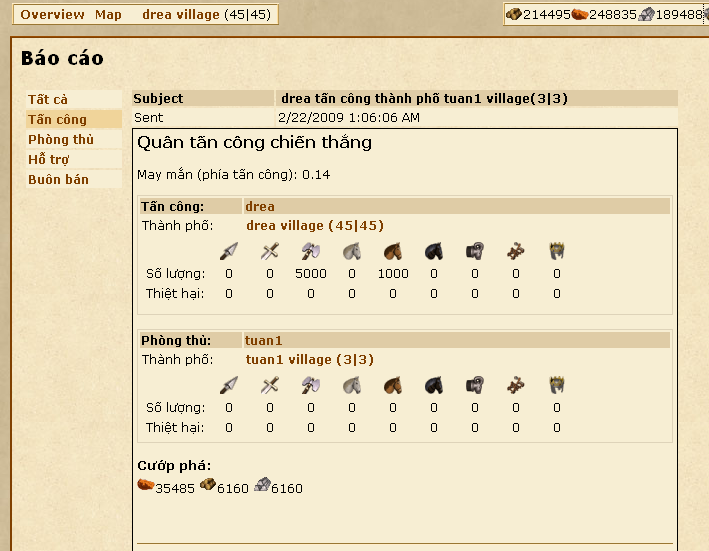 Overview Map drea village (45|45) 214495 248835 189488
Báo cáo
Tất cả
Tấn công
Phòng thủ
Hỗ trợ
Buôn bán
Subject drea tấn công thành phố tuan1 village(3|3)
Sent 2/22/2009 1:06:06 AM
Quân tấn công chiến thắng
May mắn (phía tấn công): 0.14
Tấn công: drea
Thành phố: drea village (45|45)
Số lượng: 0 0 5000 0 1000 0 0 0 0
Thiệt hại: 0 0 0 0 0 0 0 0 0
Phòng thủ: tuan1
Thành phố: tuan1 village (3|3)
Số lượng: 0 0 0 0 0 0 0 0 0
Thiệt hại: 0 0 0 0 0 0 0 0 0
Cướp phá:
35485 6160 6160